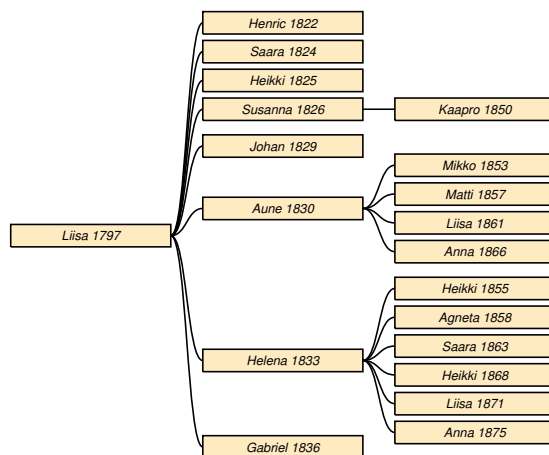 Henric 1822
Saara 1824
Heikki 1825
Susanna 1826
Kaapro 1850
Johan 1829
Mikko 1853
Matti 1857
Aune 1830
Liisa 1861
Liisa 1797
Anna 1866
Heikki 1855
Agneta 1858
Saara 1863
Helena 1833
Heikki 1868
Liisa 1871
Anna 1875
Gabriel 1836